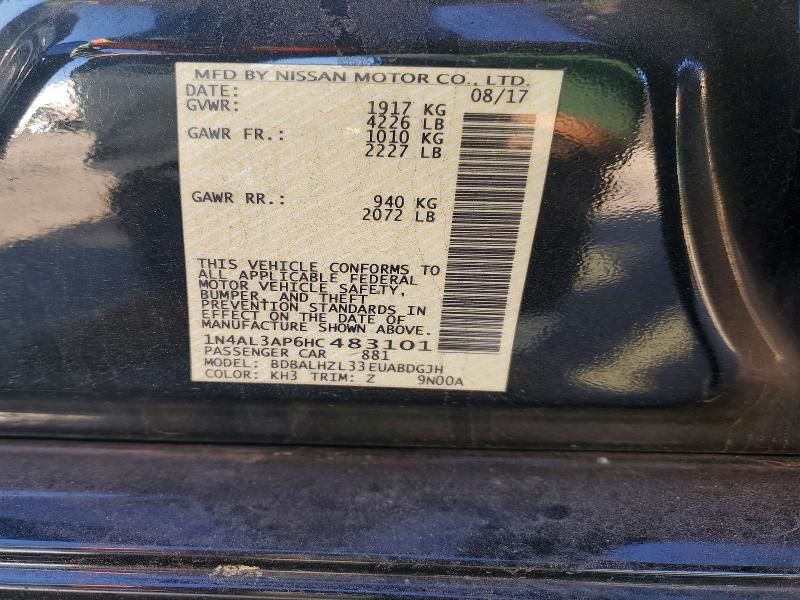 MFD BY NISSAN MOTOR CO., LTD.
DATE: 08/17
GVWR: 1917 KG
4226 LB
GAWR FR.: 1010 KG
2227 LB
GAWR RR.: 940 KG
2072 LB
THIS VEHICLE CONFORMS TO
ALL APPLICABLE FEDERAL
MOTOR VEHICLE SAFETY,
BUMPER, AND THEFT
PREVENTION STANDARDS IN
EFFECT ON THE DATE OF
MANUFACTURE SHOWN ABOVE.
1N4AL3AP6HC483101
PASSENGER CAR 881
MODEL: BDBALHZL33EUABDGJH
COLOR: KH3 TRIM: Z 9N00A